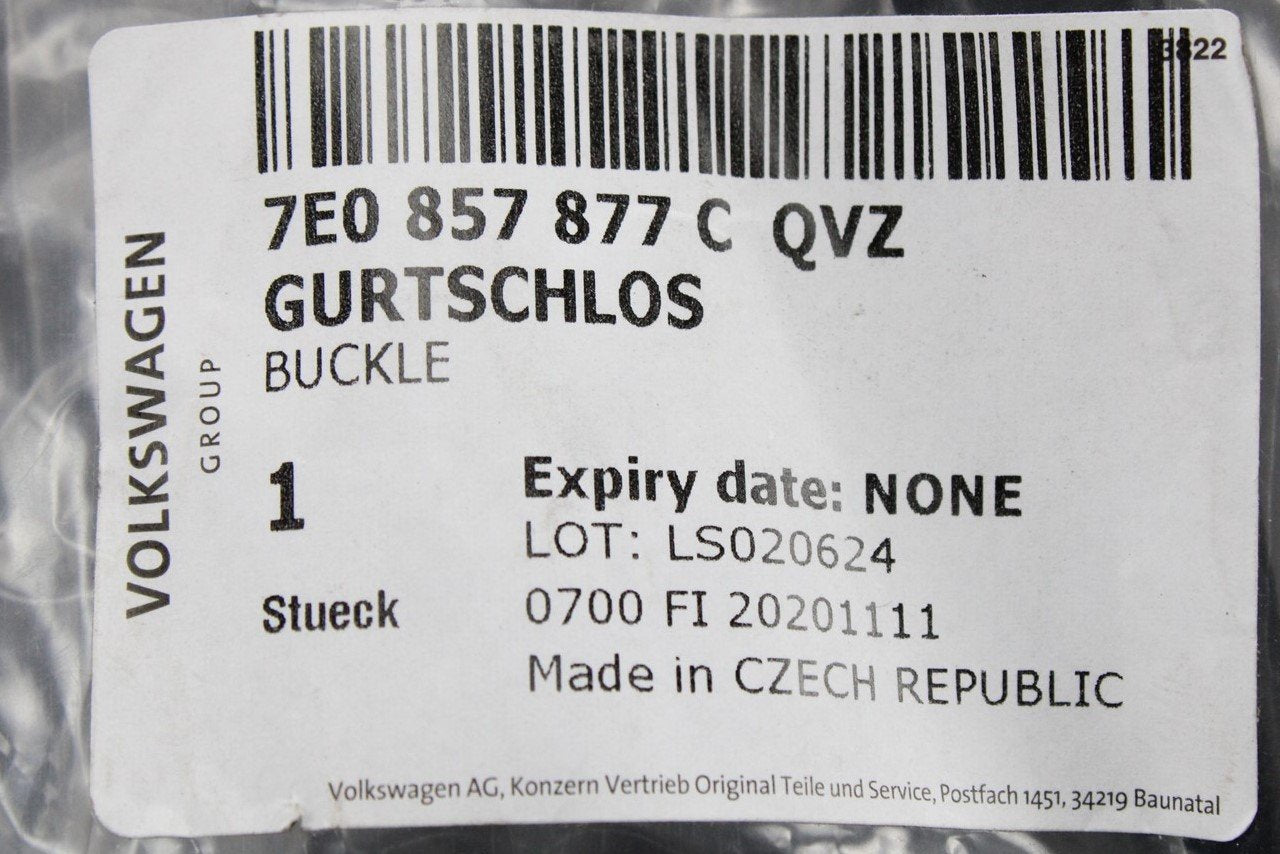 3822
7E0 857 877 C QVZ
GURTSCHLOS
BUCKLE
VOLKSWAGEN
GROUP
1
Stueck
Expiry date: NONE
LOT: LS020624
0700 FI 20201111
Made in CZECH REPUBLIC
Volkswagen AG, Konzern Vertrieb Original Teile und Service, Postfach 1451, 34219 Baunatal